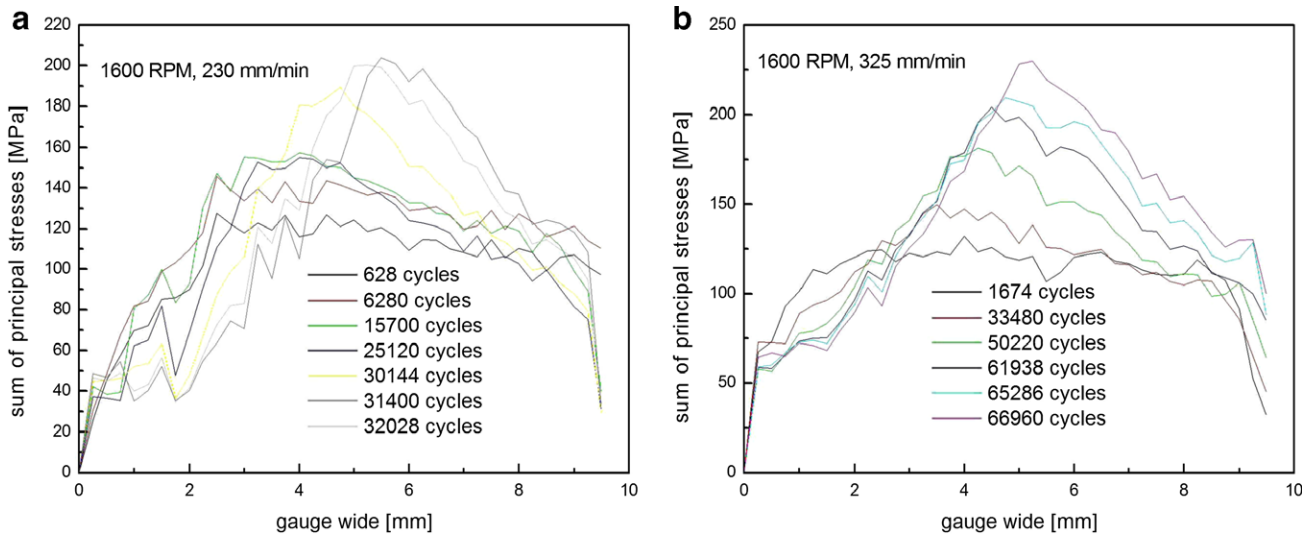 a
220
200
180
160
140
120
100
80
60
40
20
0
sum of principal stresses [MPa]
1600 RPM, 230 mm/min
628 cycles
6280 cycles
15700 cycles
25120 cycles
30144 cycles
31400 cycles
32028 cycles
0 2 4 6 8 10
gauge wide [mm]
b
250
200
150
100
50
0
sum of principal stresses [MPa]
1600 RPM, 325 mm/min
1674 cycles
33480 cycles
50220 cycles
61938 cycles
65286 cycles
66960 cycles
0 2 4 6 8 10
gauge wide [mm]